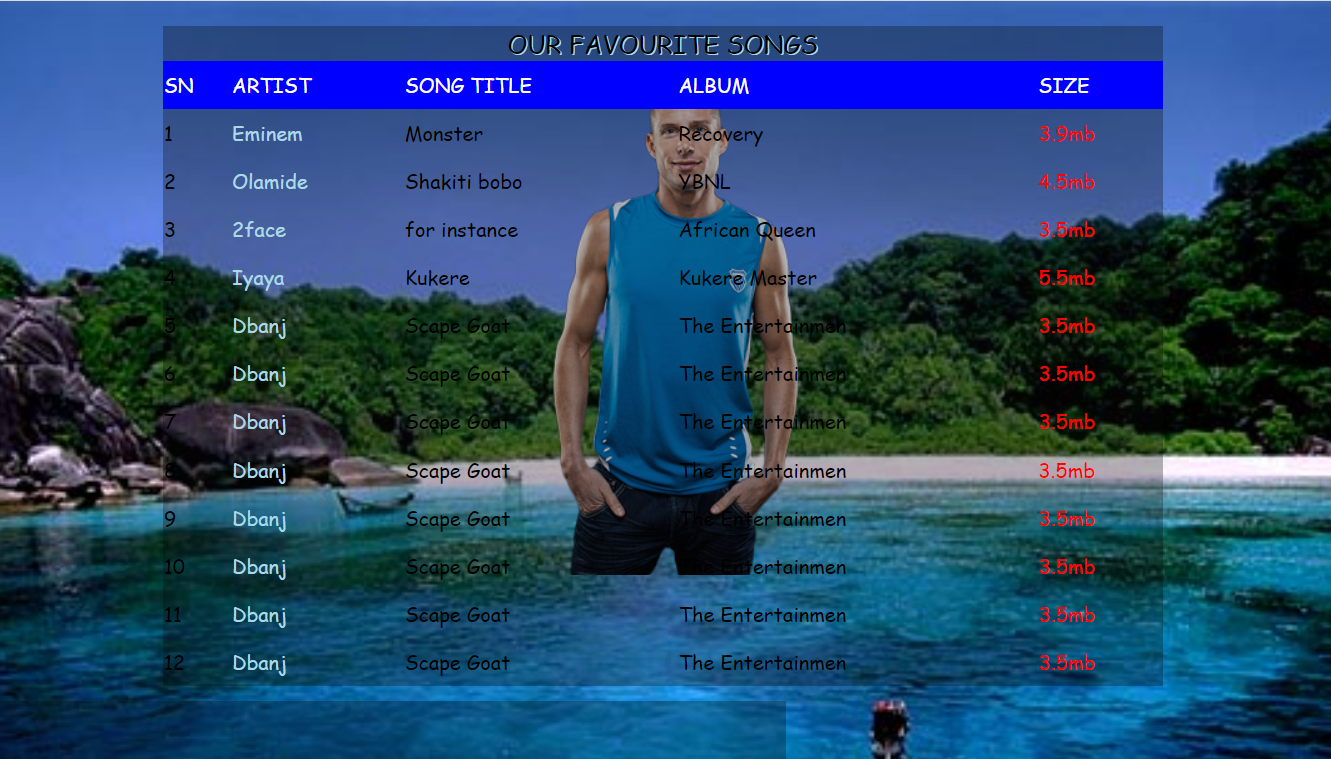 OUR FAVOURITE SONGS
SN ARTIST SONG TITLE ALBUM SIZE
1 Eminem Monster Recovery 3.9mb
2 Olamide Shakiti bobo YBNL 4.5mb
3 2face for instance African Queen 3.5mb
4 Iyaya Kukere Kukere Master 5.5mb
5 Dbanj Scape Goat The Entertainmen 3.5mb
6 Dbanj Scape Goat The Entertainmen 3.5mb
7 Dbanj Scape Goat The Entertainmen 3.5mb
8 Dbanj Scape Goat The Entertainmen 3.5mb
9 Dbanj Scape Goat The Entertainmen 3.5mb
10 Dbanj Scape Goat The Entertainmen 3.5mb
11 Dbanj Scape Goat The Entertainmen 3.5mb
12 Dbanj Scape Goat The Entertainmen 3.5mb